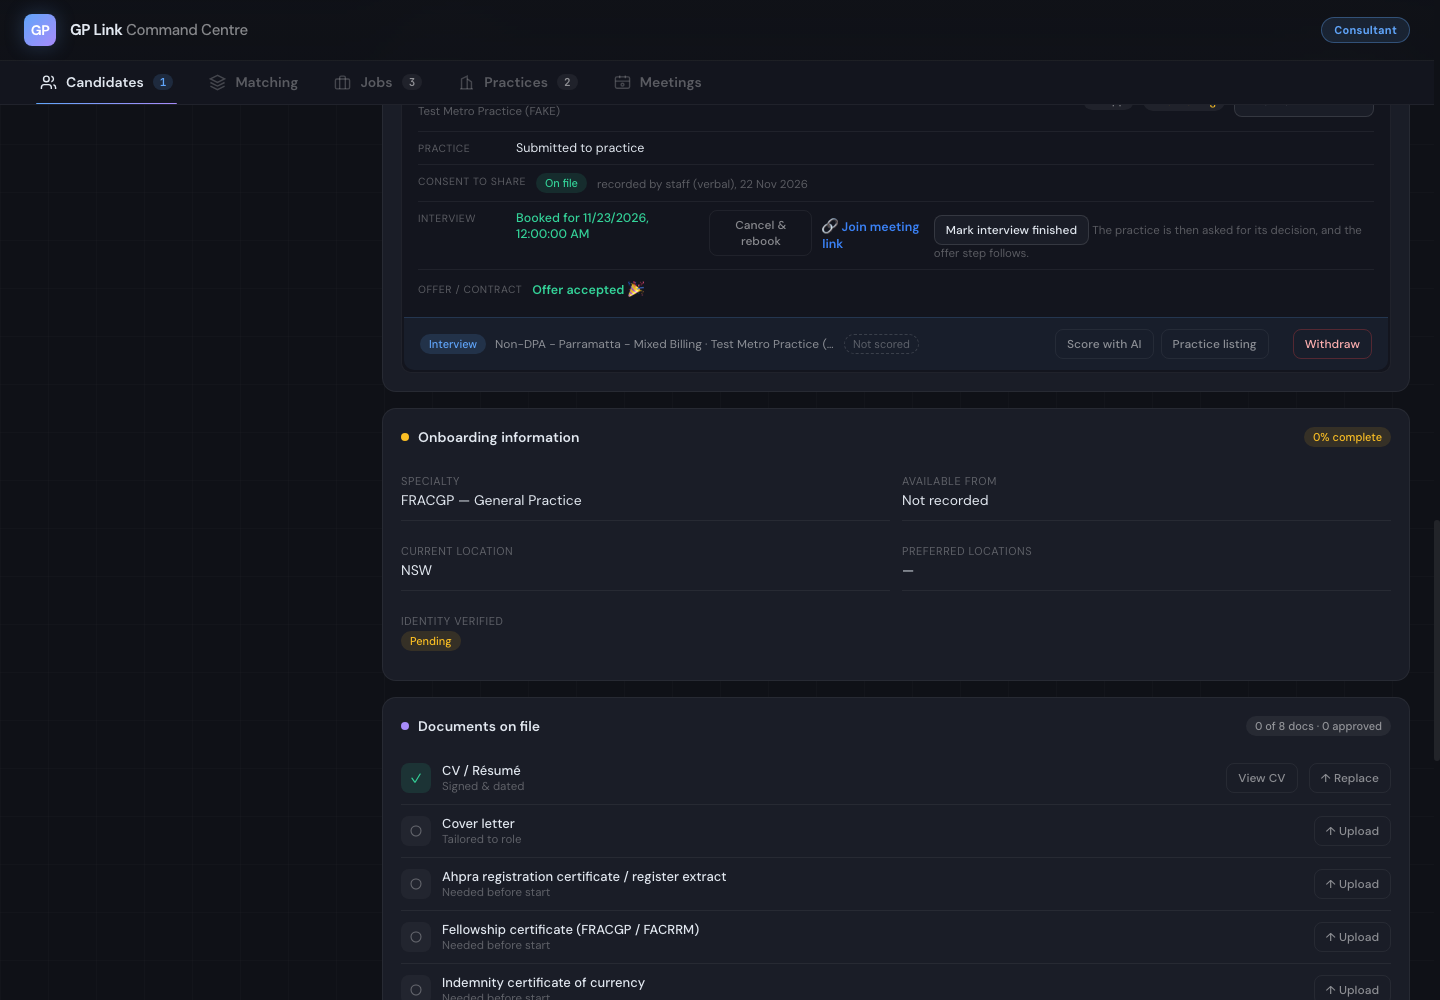 GP GP Link Command Centre
Consultant
Candidates 1
Matching
Jobs 3
Practices 2
Meetings
Test Metro Practice (FAKE)
PRACTICE Submitted to practice
CONSENT TO SHARE On file recorded by staff (verbal), 22 Nov 2026
INTERVIEW
Booked for 11/23/2026,
12:00:00 AM
Cancel &
rebook
🔗 Join meeting
link
Mark interview finished The practice is then asked for its decision, and the
offer step follows.
OFFER / CONTRACT Offer accepted 🎉
Interview Non-DPA – Parramatta – Mixed Billing · Test Metro Practice (… Not scored
Score with AI
Practice listing
Withdraw
Onboarding information
0% complete
SPECIALTY
FRACGP — General Practice
AVAILABLE FROM
Not recorded
CURRENT LOCATION
NSW
PREFERRED LOCATIONS
—
IDENTITY VERIFIED
Pending
Documents on file
0 of 8 docs · 0 approved
CV / Résumé
Signed & dated
View CV
↑ Replace
Cover letter
Tailored to role
↑ Upload
Ahpra registration certificate / register extract
Needed before start
↑ Upload
Fellowship certificate (FRACGP / FACRRM)
Needed before start
↑ Upload
Indemnity certificate of currency
Needed before start
↑ Upload